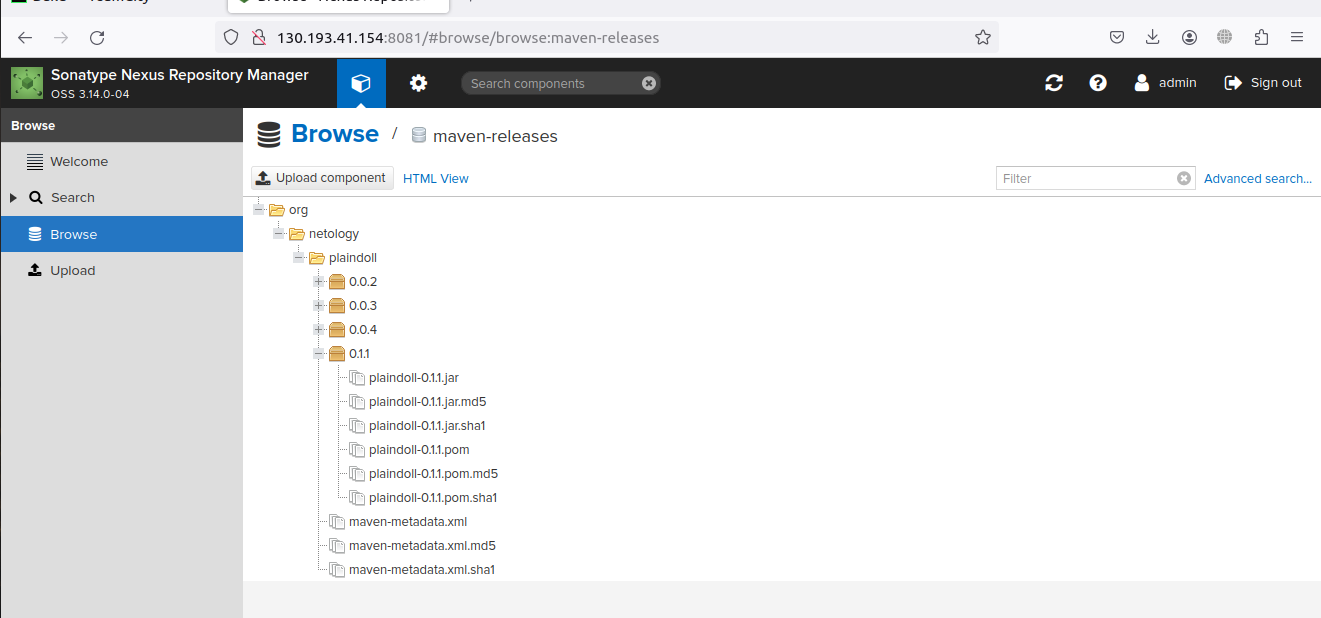 130.193.41.154:8081/#browse/browse:maven-releases
Sonatype Nexus Repository Manager
OSS 3.14.0-04
Search components
admin
Sign out
Browse
Welcome
Search
Browse
Upload
Browse / maven-releases
Upload component
HTML View
Filter
Advanced search...
org
netology
plaindoll
0.0.2
0.0.3
0.0.4
0.1.1
plaindoll-0.1.1.jar
plaindoll-0.1.1.jar.md5
plaindoll-0.1.1.jar.sha1
plaindoll-0.1.1.pom
plaindoll-0.1.1.pom.md5
plaindoll-0.1.1.pom.sha1
maven-metadata.xml
maven-metadata.xml.md5
maven-metadata.xml.sha1